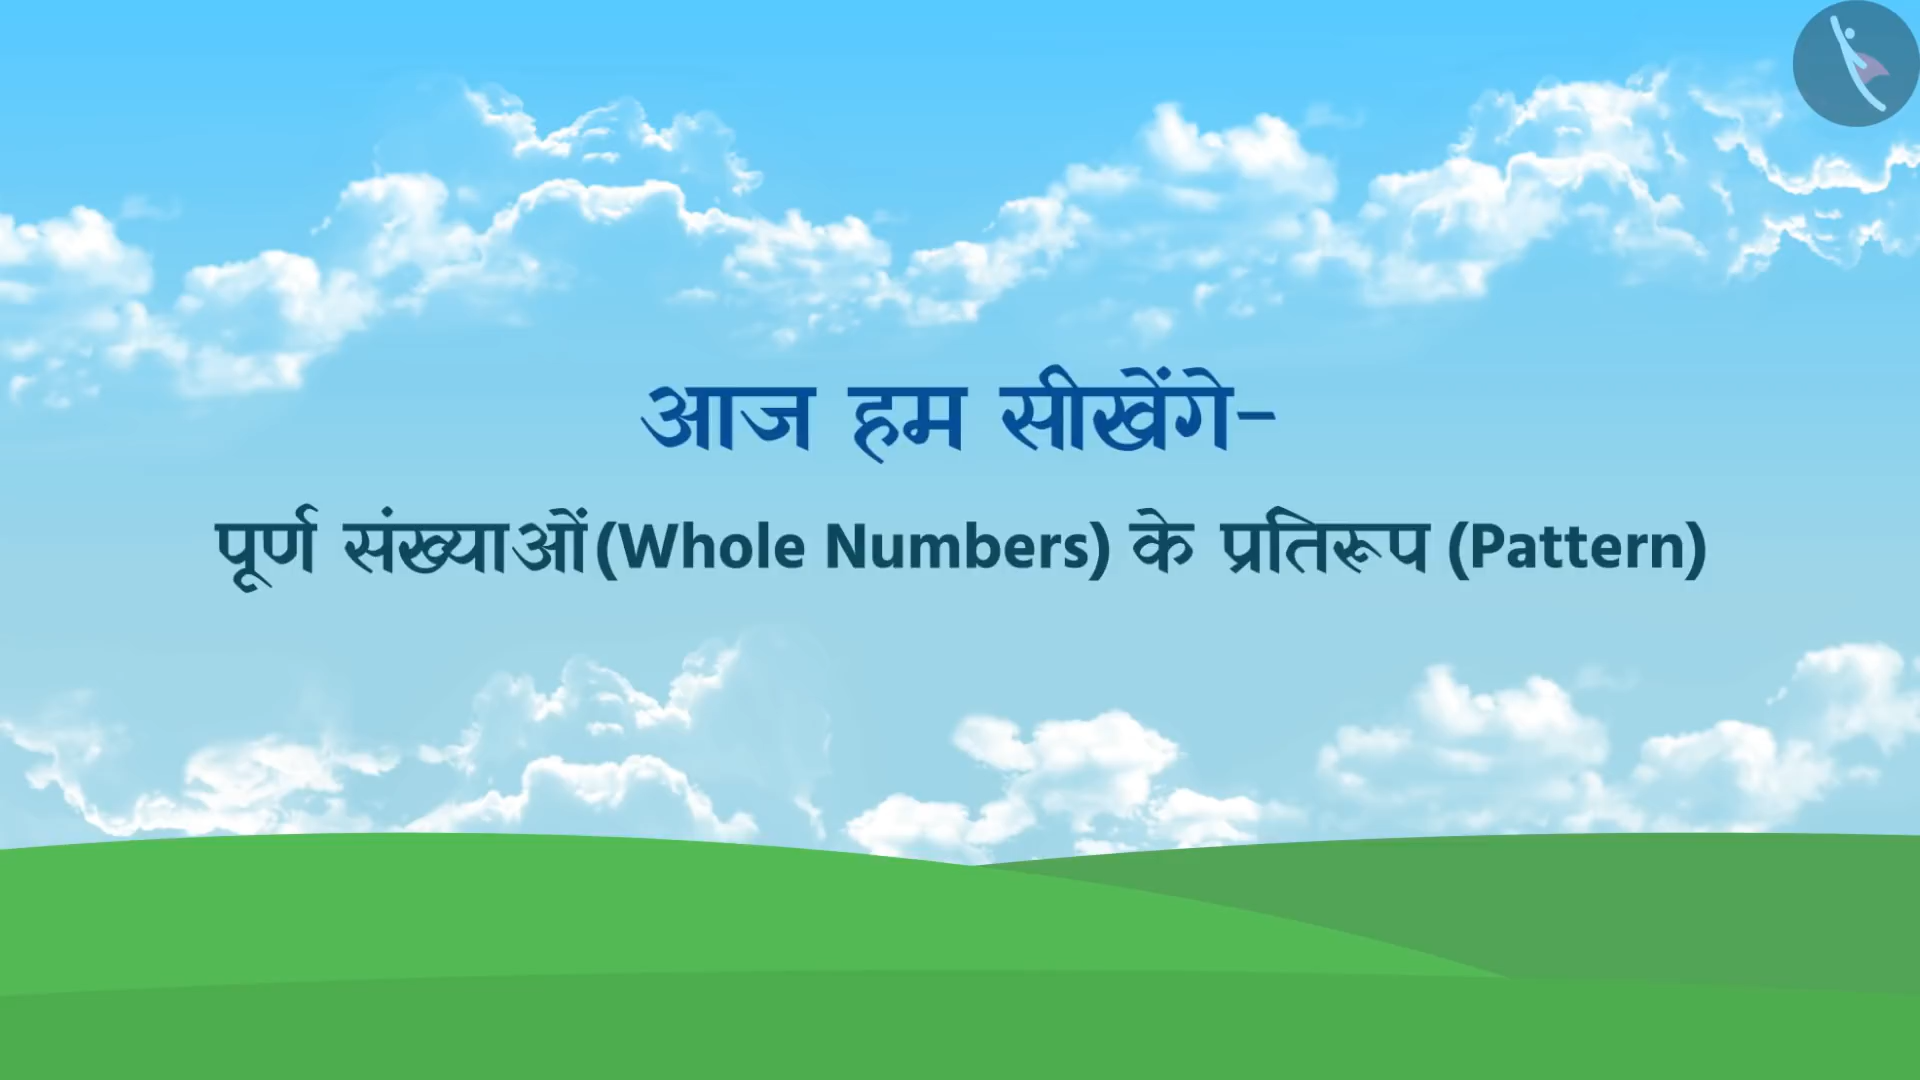 आज हम सीखेंगे-
पूर्ण संख्याओं (Whole Numbers) के प्रतिरूप (Pattern)